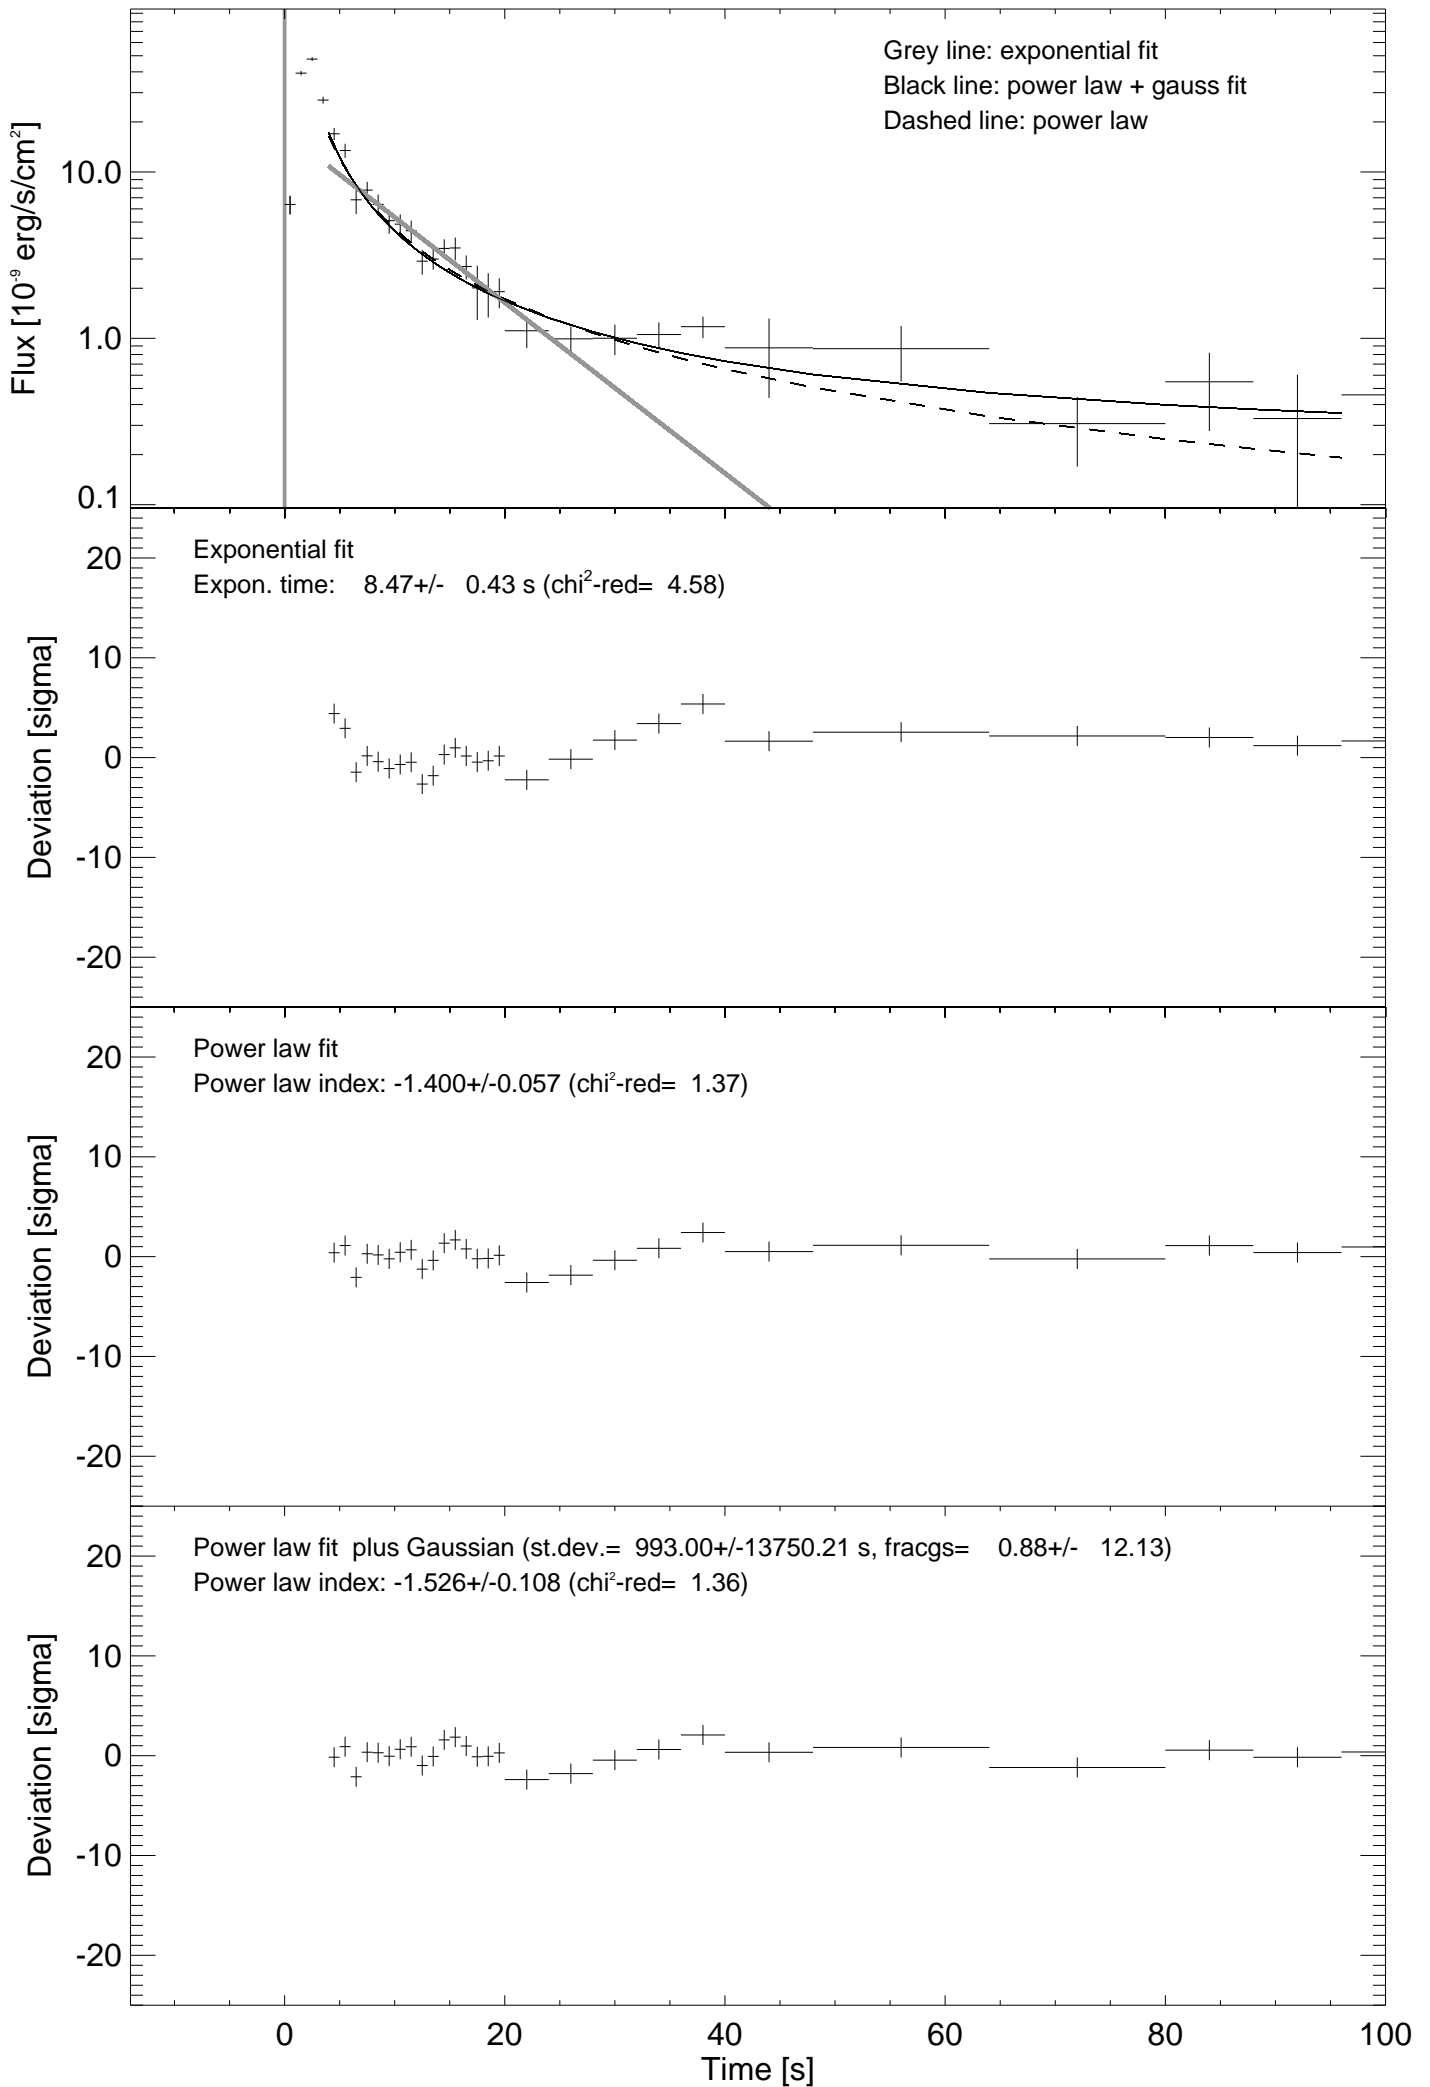 Grey line: exponential fit
Black line: power law + gauss fit
Dashed line: power law
Flux [10⁻⁹ erg/s/cm²]
10.0
1.0
0.1
Exponential fit
Expon. time: 8.47+/- 0.43 s (chi²-red= 4.58)
Deviation [sigma]
20
10
0
-10
-20
Power law fit
Power law index: -1.400+/-0.057 (chi²-red= 1.37)
Deviation [sigma]
20
10
0
-10
-20
Power law fit plus Gaussian (st.dev.= 993.00+/-13750.21 s, fracgs= 0.88+/- 12.13)
Power law index: -1.526+/-0.108 (chi²-red= 1.36)
Deviation [sigma]
20
10
0
-10
-20
0 20 40 60 80 100
Time [s]